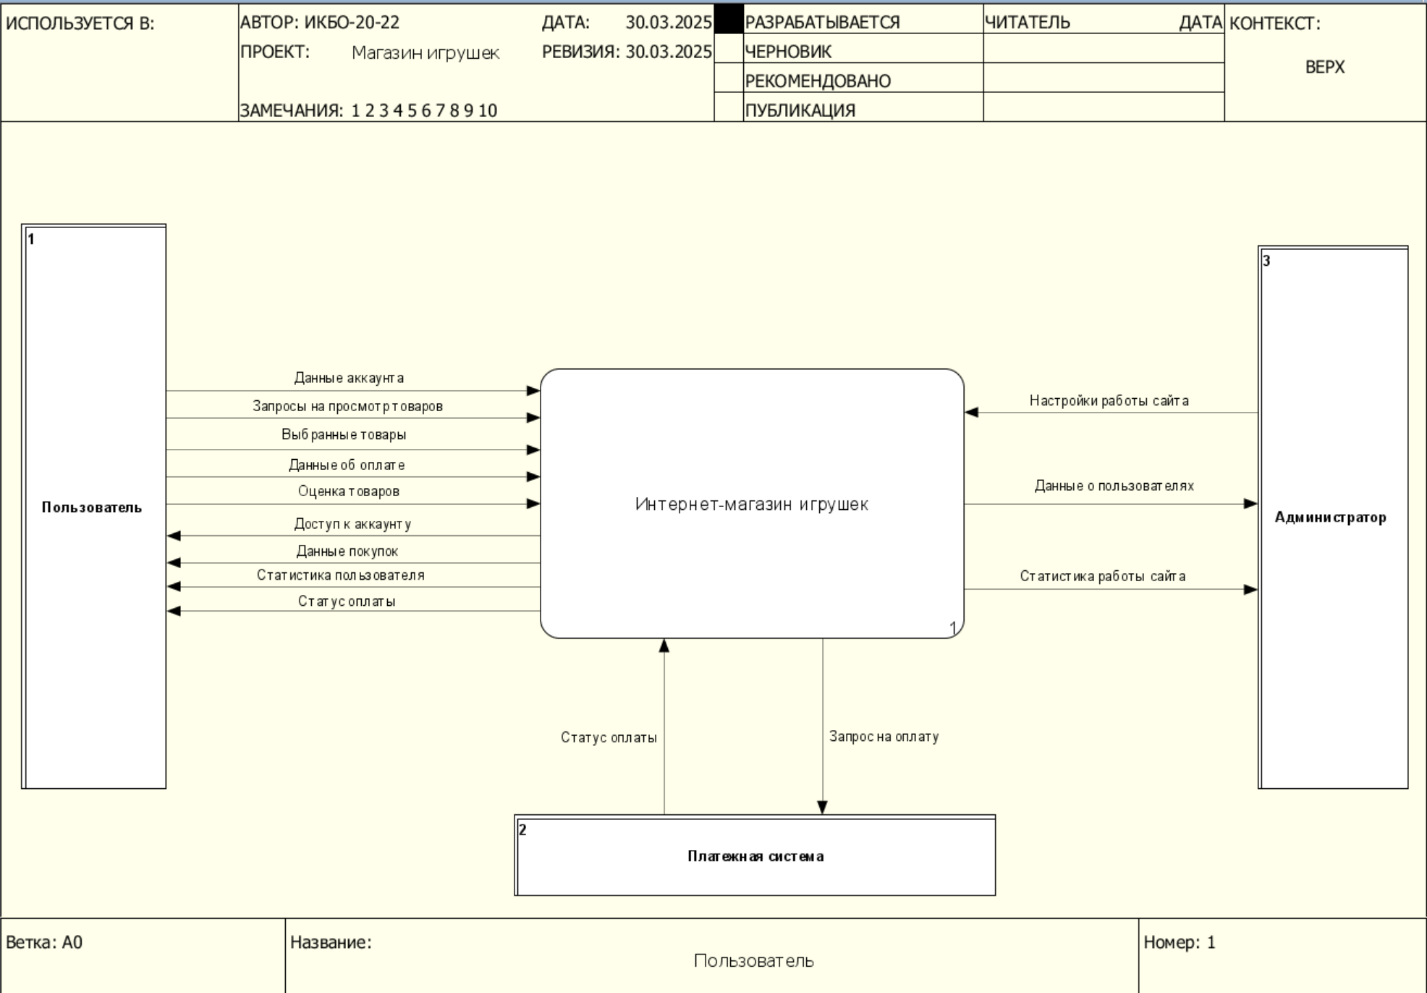 ИСПОЛЬЗУЕТСЯ В:
АВТОР: ИКБО-20-22
ДАТА: 30.03.2025
ПРОЕКТ: Магазин игрушек
РЕВИЗИЯ: 30.03.2025
ЗАМЕЧАНИЯ: 1 2 3 4 5 6 7 8 9 10
РАЗРАБАТЫВАЕТСЯ
ЧЕРНОВИК
РЕКОМЕНДОВАНО
ПУБЛИКАЦИЯ
ЧИТАТЕЛЬ
ДАТА
КОНТЕКСТ:
ВЕРХ
1
Пользователь
Данные аккаунта
Запросы на просмотр товаров
Выбранные товары
Данные об оплате
Оценка товаров
Доступ к аккаунту
Данные покупок
Статистика пользователя
Статус оплаты
Интернет-магазин игрушек
1
Настройки работы сайта
Данные о пользователях
Статистика работы сайта
3
Администратор
Статус оплаты
Запрос на оплату
2
Платежная система
Ветка: A0
Название:
Пользователь
Номер: 1